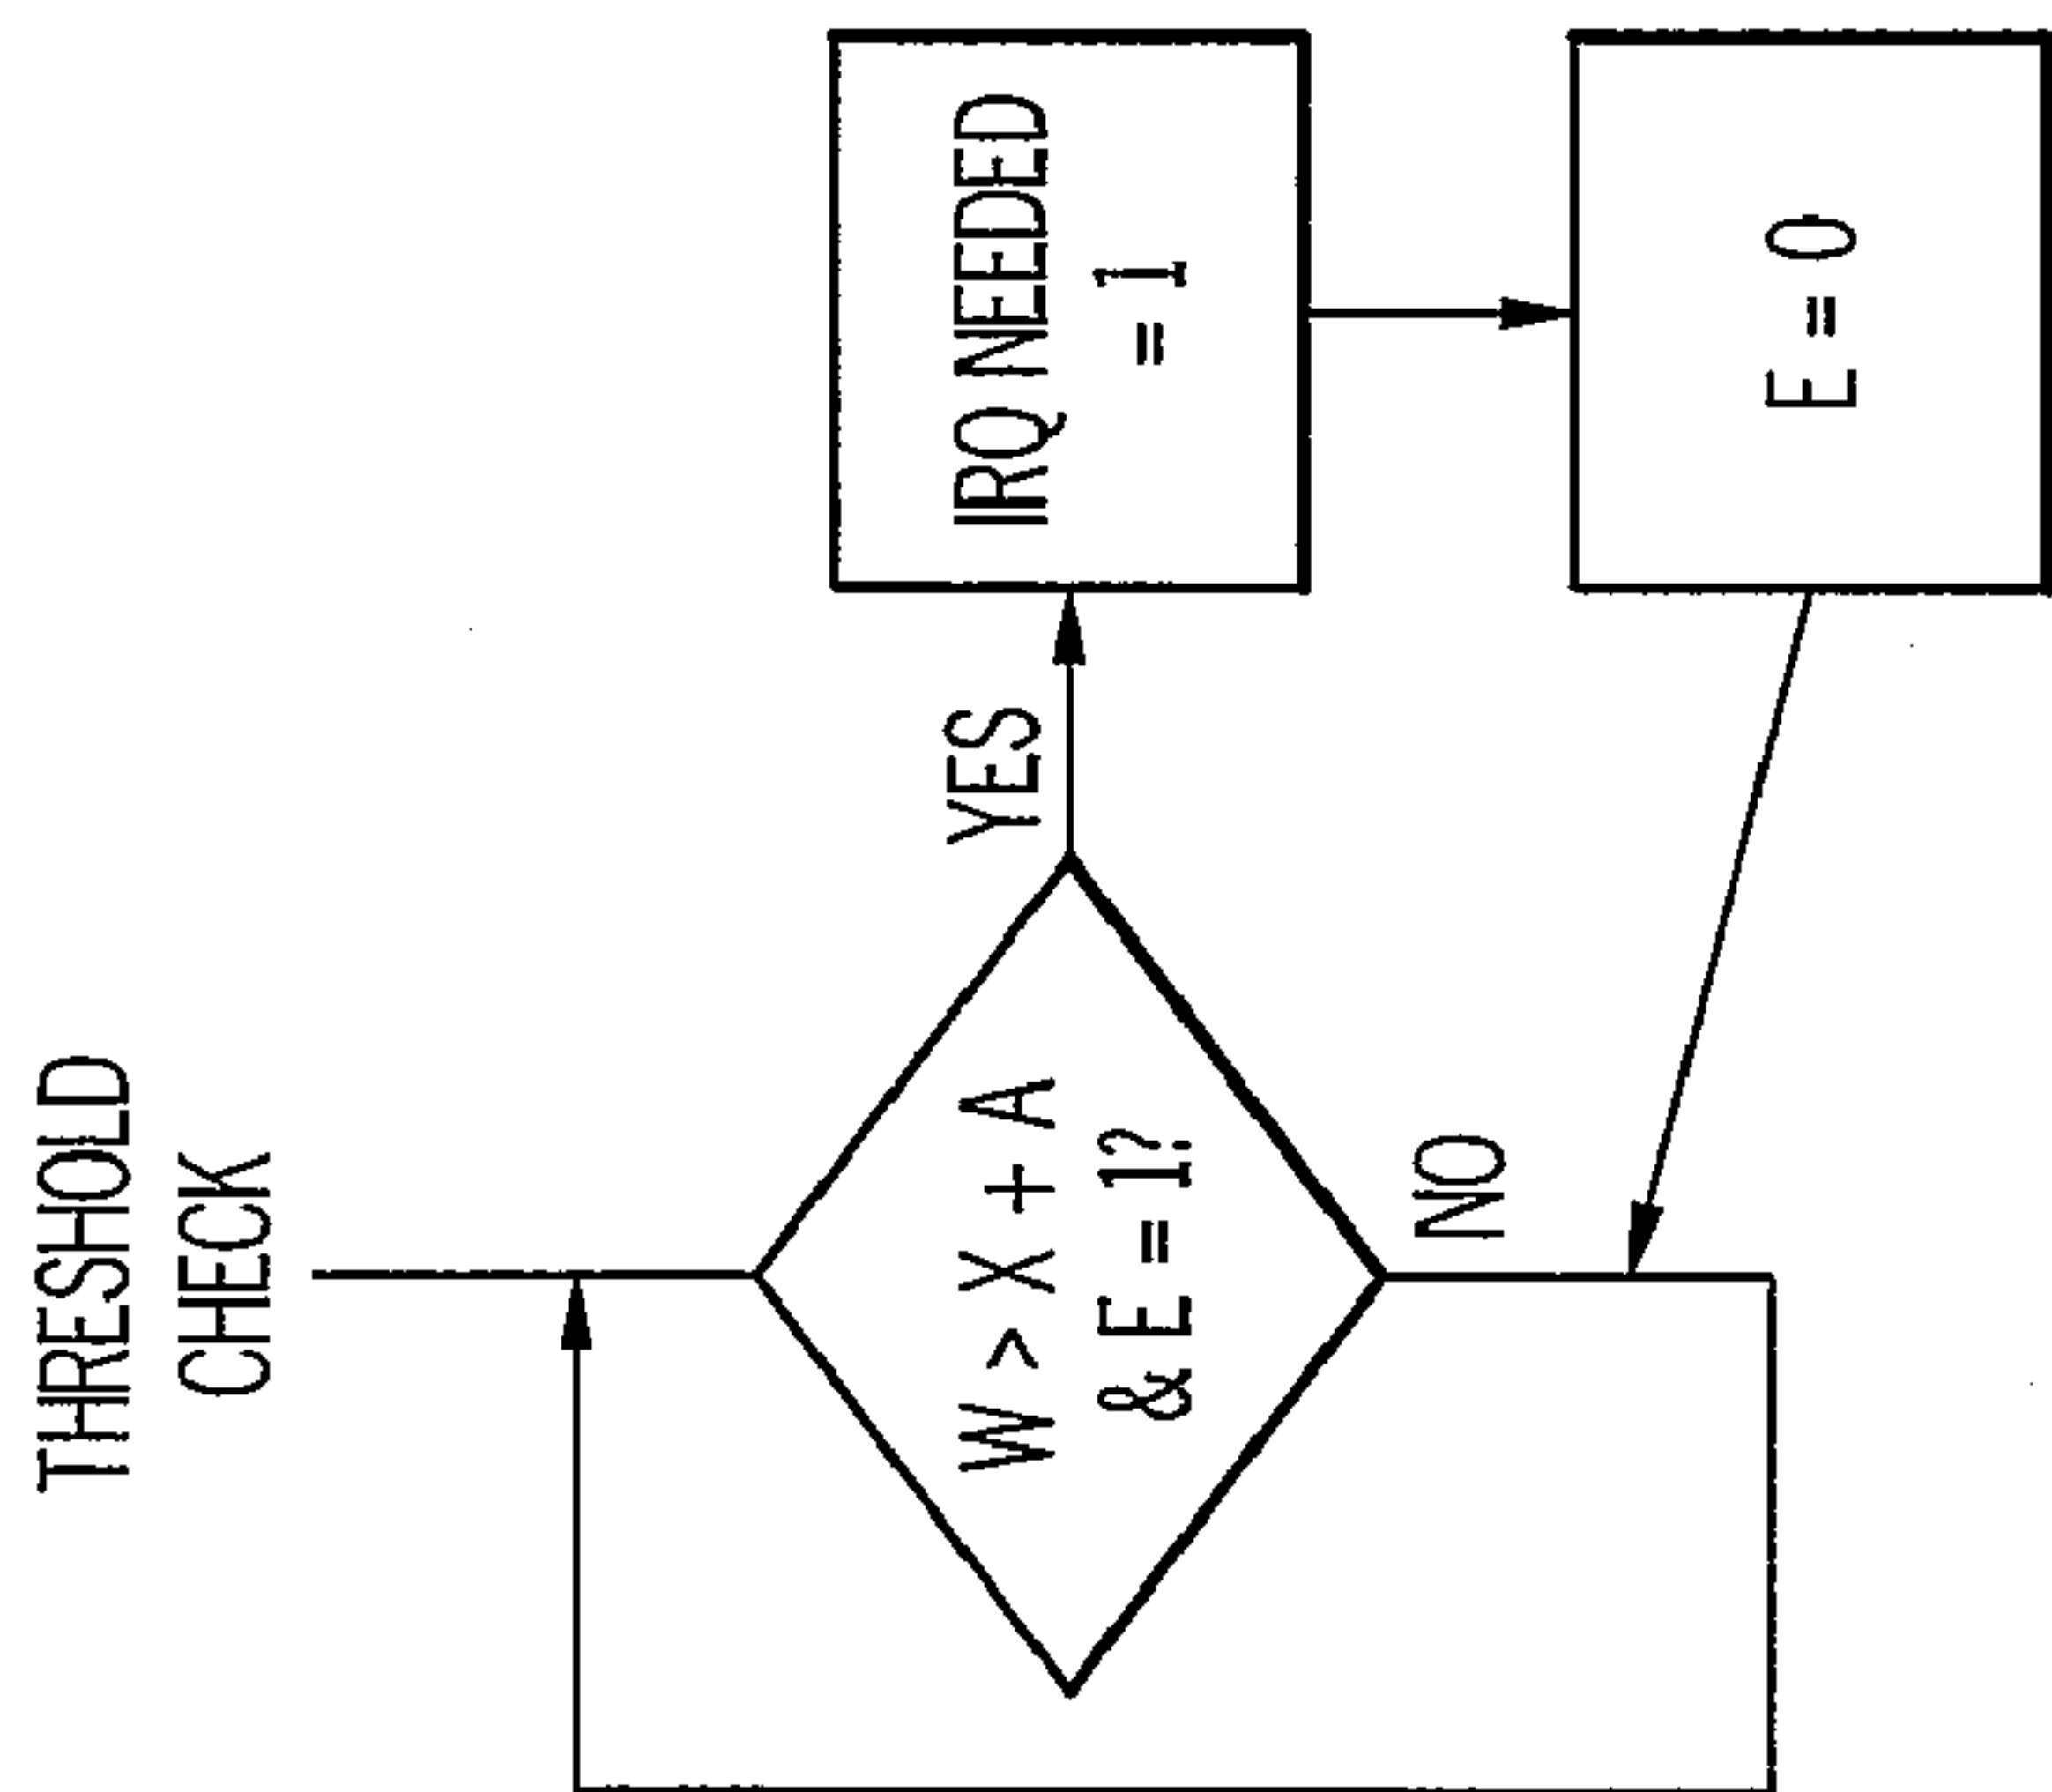 THRESHOLD
CHECK
W > X + A
& E = 1?
YES
NO
IRQ NEEDED
= 1
E = 0